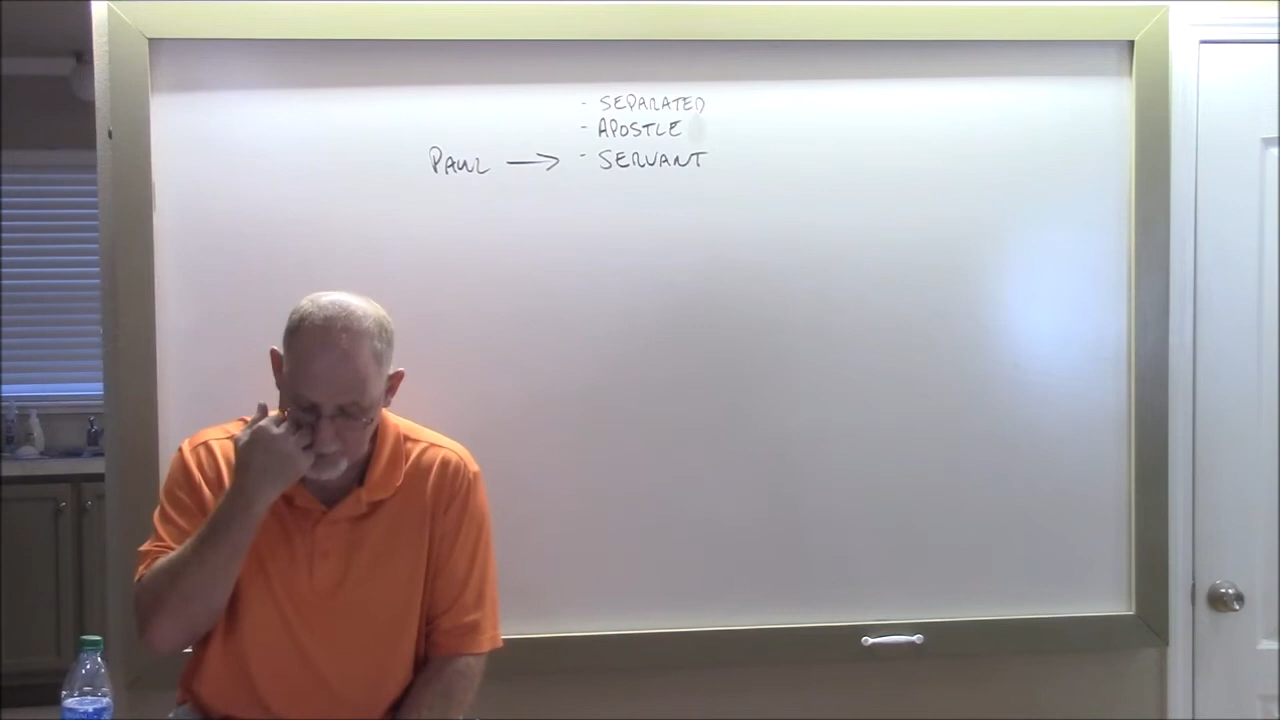 - SEPARATED
- APOSTLE
PAUL → - SERVANT